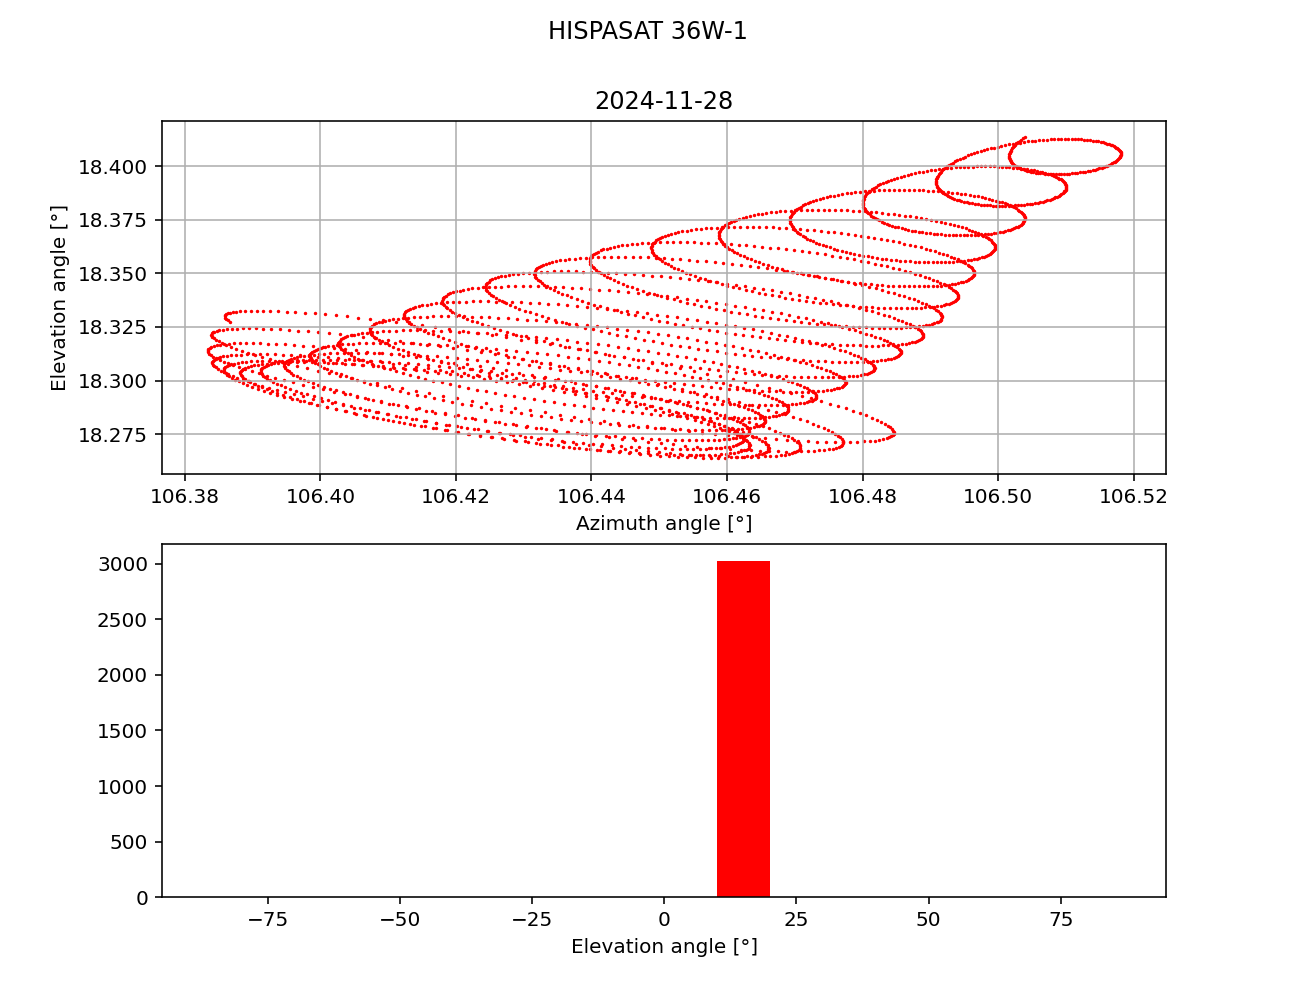 HISPASAT 36W-1
2024-11-28
Elevation angle [°]
18.400
18.375
18.350
18.325
18.300
18.275
106.38 106.40 106.42 106.44 106.46 106.48 106.50 106.52
Azimuth angle [°]
3000
2500
2000
1500
1000
500
0
−75 −50 −25 0 25 50 75
Elevation angle [°]